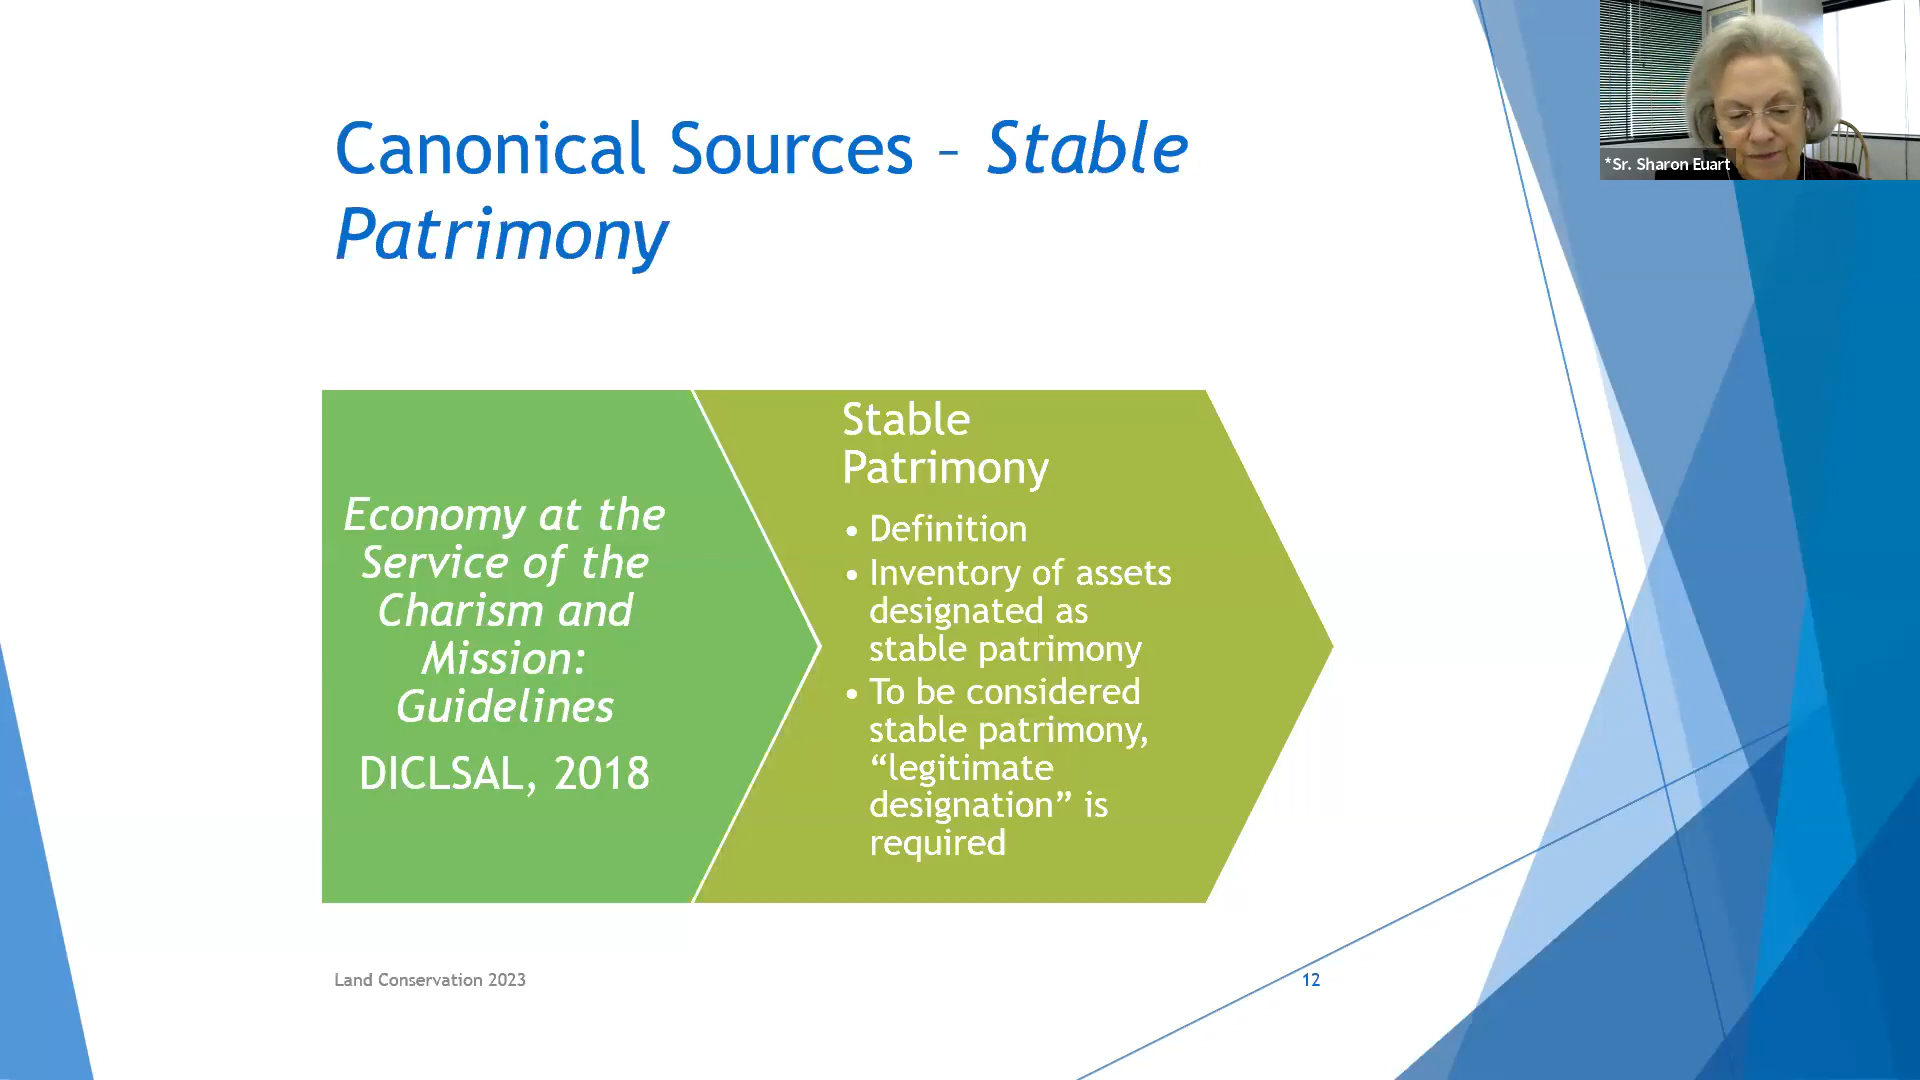 Canonical Sources – Stable
Patrimony
*Sr. Sharon Euart
Economy at the
Service of the
Charism and
Mission:
Guidelines
DICLSAL, 2018
Stable
Patrimony
• Definition
• Inventory of assets
designated as
stable patrimony
• To be considered
stable patrimony,
“legitimate
designation” is
required
Land Conservation 2023
12